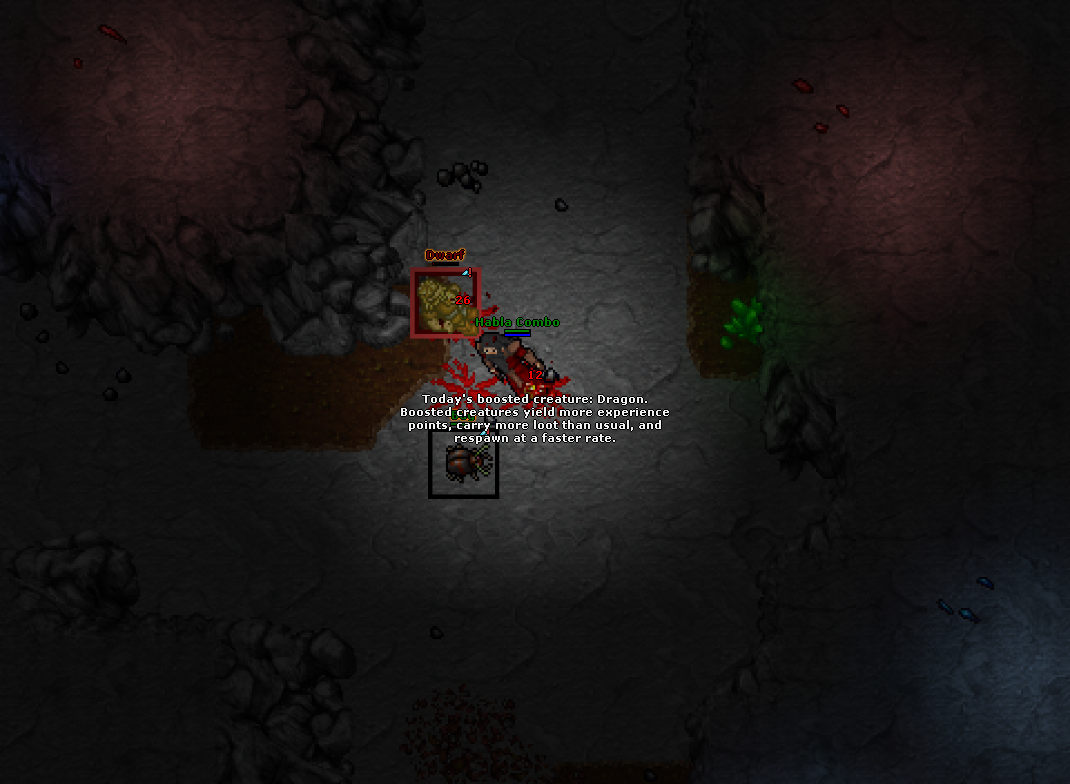 Dwarf
26
Habla Combo
12
Today's boosted creature: Dragon.
Boosted creatures yield more experience
points, carry more loot than usual, and
respawn at a faster rate.